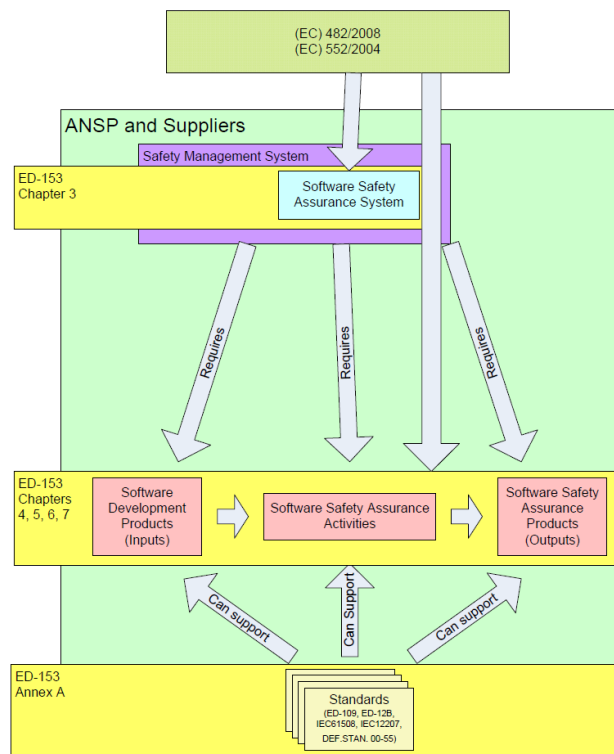 (EC) 482/2008
(EC) 552/2004
ANSP and Suppliers
Safety Management System
ED-153
Chapter 3
Software Safety
Assurance System
Requires
Requires
Requires
ED-153
Chapters
4, 5, 6, 7
Software
Development
Products
(Inputs)
Software Safety Assurance
Activities
Software Safety
Assurance
Products
(Outputs)
Can support
Can Support
Can support
ED-153
Annex A
Standards
(ED-109, ED-12B,
IEC61508, IEC12207,
DEF.STAN. 00-55)